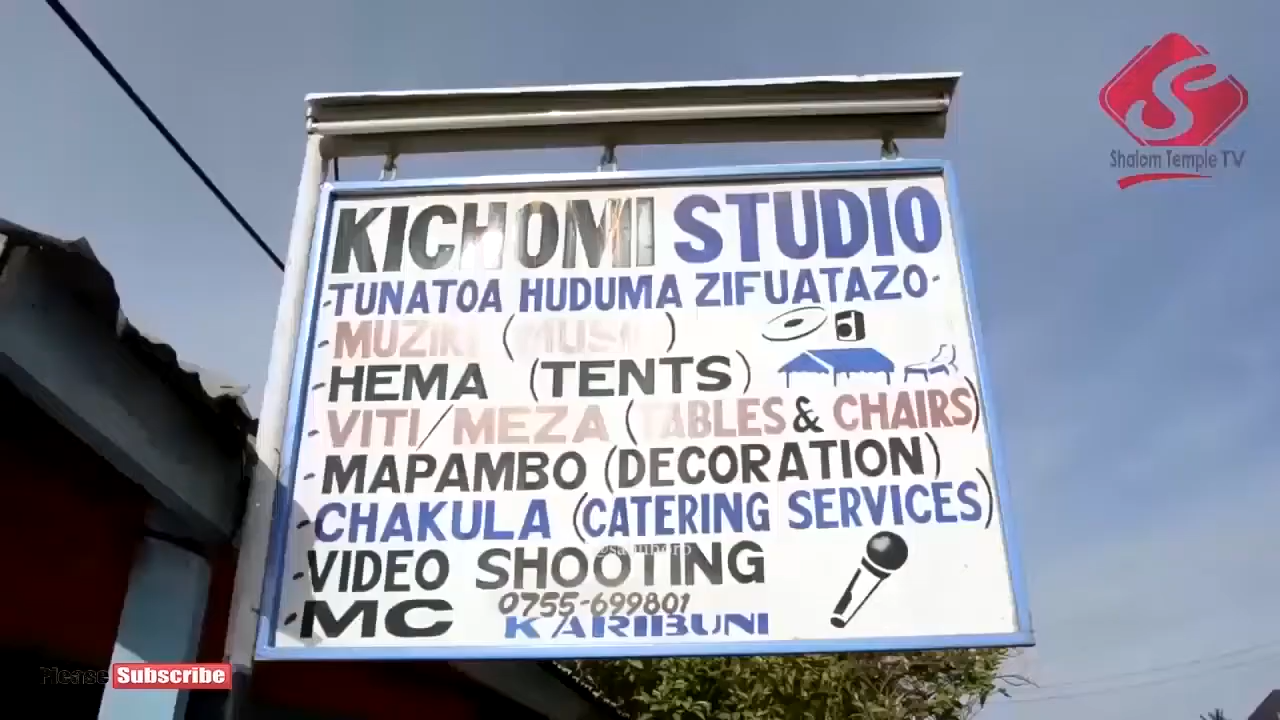 KICHOMI STUDIO
-TUNATOA HUDUMA ZIFUATAZO-
-MUZIKI (MUSIC)
-HEMA (TENTS)
-VITI/MEZA (TABLES & CHAIRS)
-MAPAMBO (DECORATION)
-CHAKULA (CATERING SERVICES)
-VIDEO SHOOTING
-MC 0755-699801
KARIBUNI
S
Shalom Temple TV
Please Subscribe